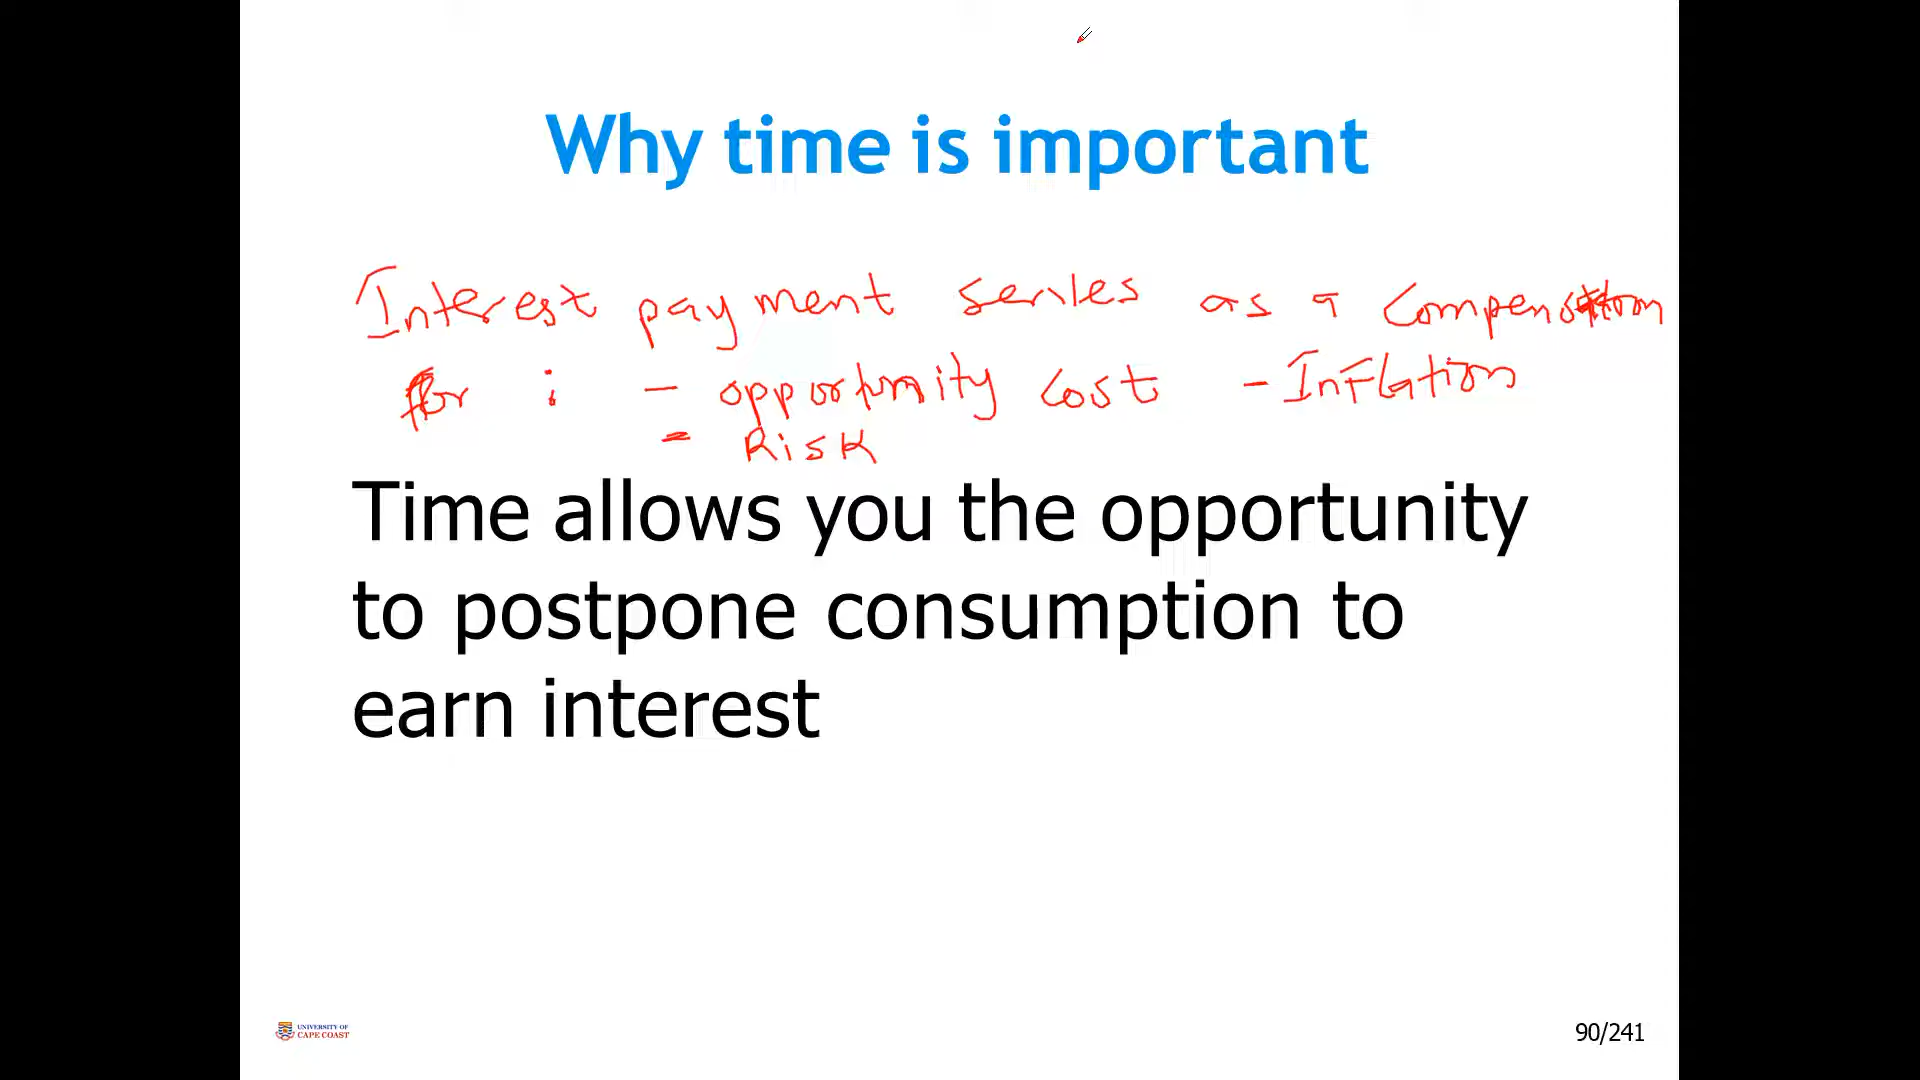 Why time is important
Interest payment serves as a compensation
for : - opportunity cost - Inflation
- Risk
Time allows you the opportunity
to postpone consumption to
earn interest
UNIVERSITY OF
CAPE COAST
90/241